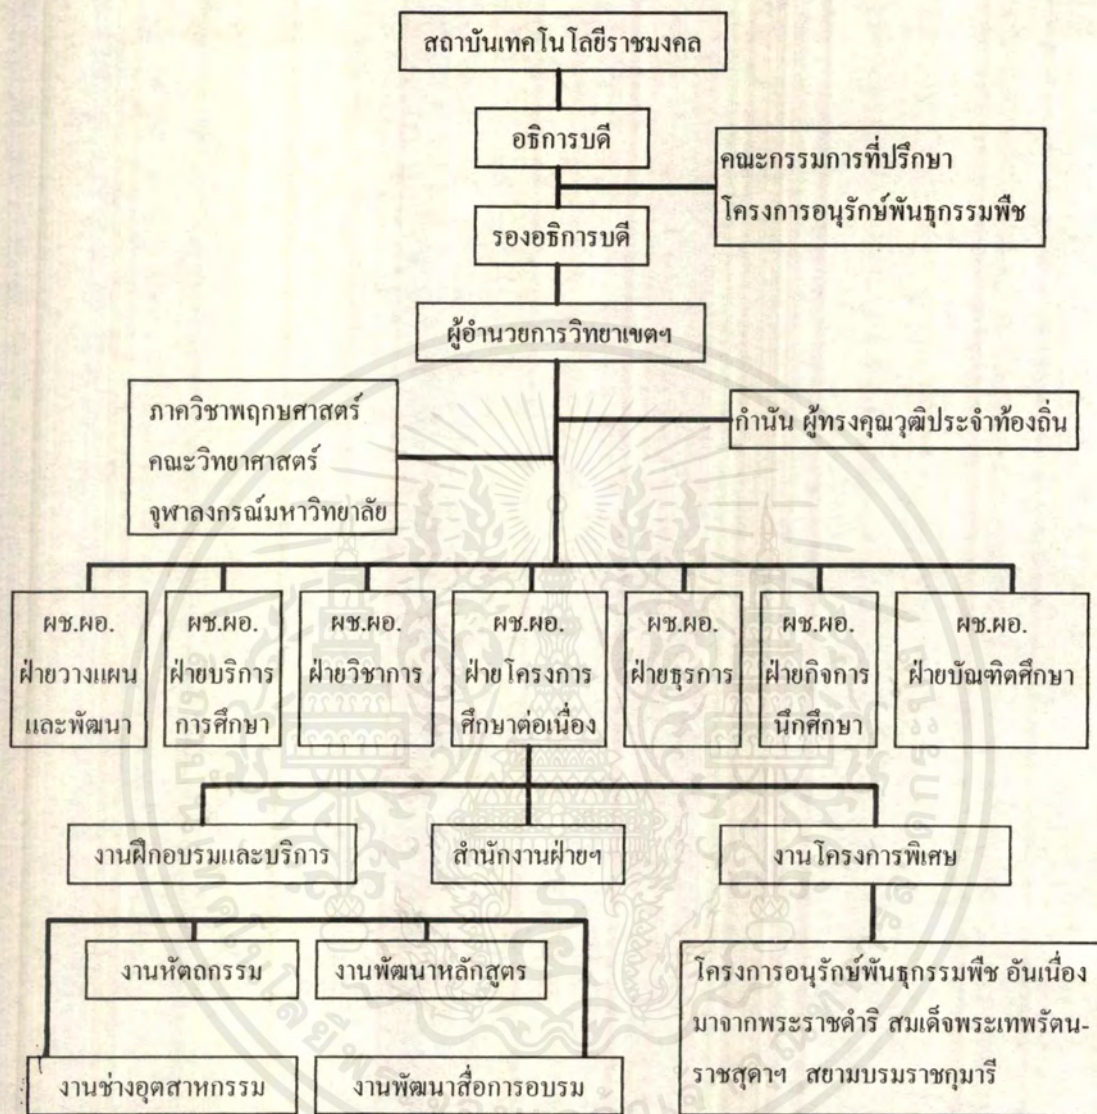 สถาบันเทคโนโลยีราชมงคล
อธิการบดี
คณะกรรมการที่ปรึกษา
โครงการอนุรักษ์พันธุกรรมพืช
รองอธิการบดี
ผู้อำนวยการวิทยาเขตฯ
ภาควิชาพฤกษศาสตร์
คณะวิทยาศาสตร์
จุฬาลงกรณ์มหาวิทยาลัย
กำนัน ผู้ทรงคุณวุฒิประจำท้องถิ่น
ผช.ผอ.
ฝ่ายวางแผน
และพัฒนา
ผช.ผอ.
ฝ่ายบริการ
การศึกษา
ผช.ผอ.
ฝ่ายวิชาการ
ผช.ผอ.
ฝ่ายโครงการ
ศึกษาต่อเนื่อง
ผช.ผอ.
ฝ่ายธุรการ
ผช.ผอ.
ฝ่ายกิจการ
นักศึกษา
ผช.ผอ.
ฝ่ายบัณฑิตศึกษา
งานฝึกอบรมและบริการ
สำนักงานฝ่ายฯ
งานโครงการพิเศษ
งานหัตถกรรม
งานพัฒนาหลักสูตร
งานช่างอุตสาหกรรม
งานพัฒนาสื่อการอบรม
โครงการอนุรักษ์พันธุกรรมพืช อันเนื่อง
มาจากพระราชดำริ สมเด็จพระเทพรัตน-
ราชสุดาฯ สยามบรมราชกุมารี